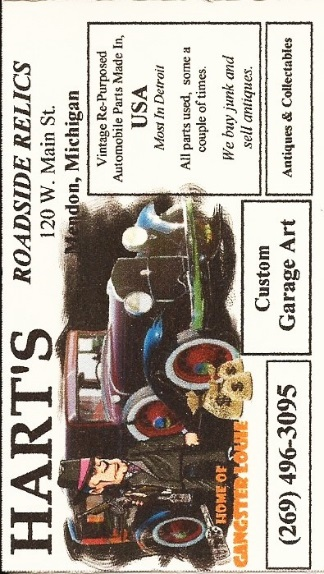 HART'S
ROADSIDE RELICS
120 W. Main St.
Mendon, Michigan
Vintage Re-Purposed
Automobile Parts Made In,
USA
Most In Detroit
All parts used, some a
couple of times.
We buy junk and
sell antiques.
Antiques & Collectables
Custom
Garage Art
HOME OF
GANGSTER LOUIE
(269) 496-3095